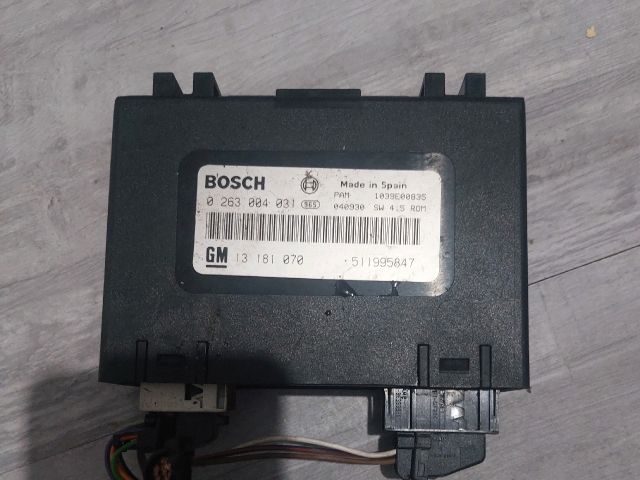 BOSCH Made in Spain
PAM 1039E00835
0 263 004 031 965 040930 SW 4.5 ROM
GM 13 181 070 511995847